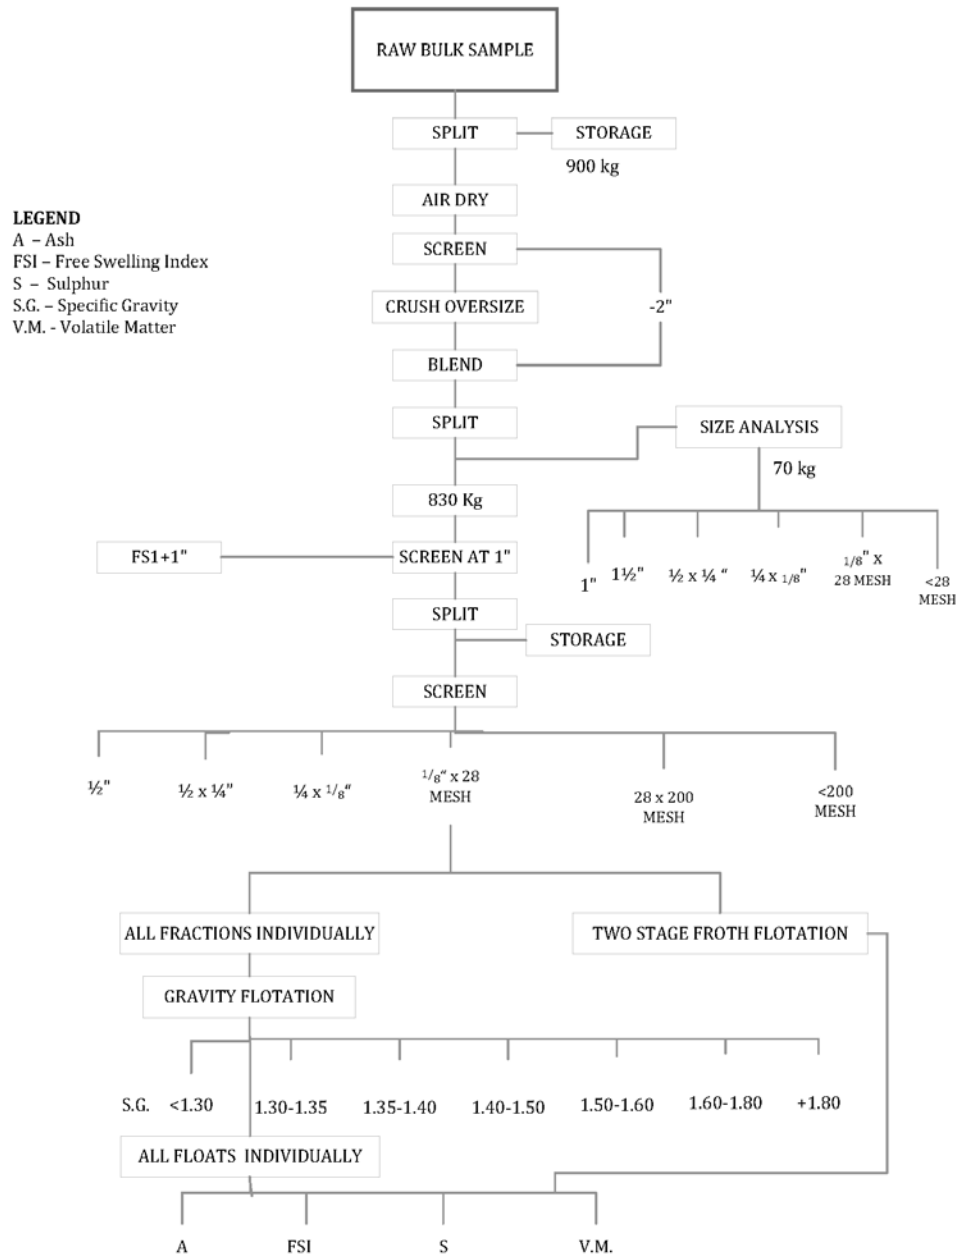 RAW BULK SAMPLE
SPLIT
STORAGE
900 kg
AIR DRY
LEGEND
A – Ash
FSI – Free Swelling Index
S – Sulphur
S.G. – Specific Gravity
V.M. - Volatile Matter
SCREEN
CRUSH OVERSIZE
-2"
BLEND
SPLIT
SIZE ANALYSIS
70 kg
830 Kg
FS1+1"
SCREEN AT 1"
1"
1½"
½ x ¼ "
¼ x 1/8"
1/8" x
28 MESH
<28
MESH
SPLIT
STORAGE
SCREEN
½"
½ x ¼"
¼ x 1/8"
1/8" x 28
MESH
28 x 200
MESH
<200
MESH
ALL FRACTIONS INDIVIDUALLY
TWO STAGE FROTH FLOTATION
GRAVITY FLOTATION
S.G. <1.30
1.30-1.35
1.35-1.40
1.40-1.50
1.50-1.60
1.60-1.80
+1.80
ALL FLOATS INDIVIDUALLY
A
FSI
S
V.M.